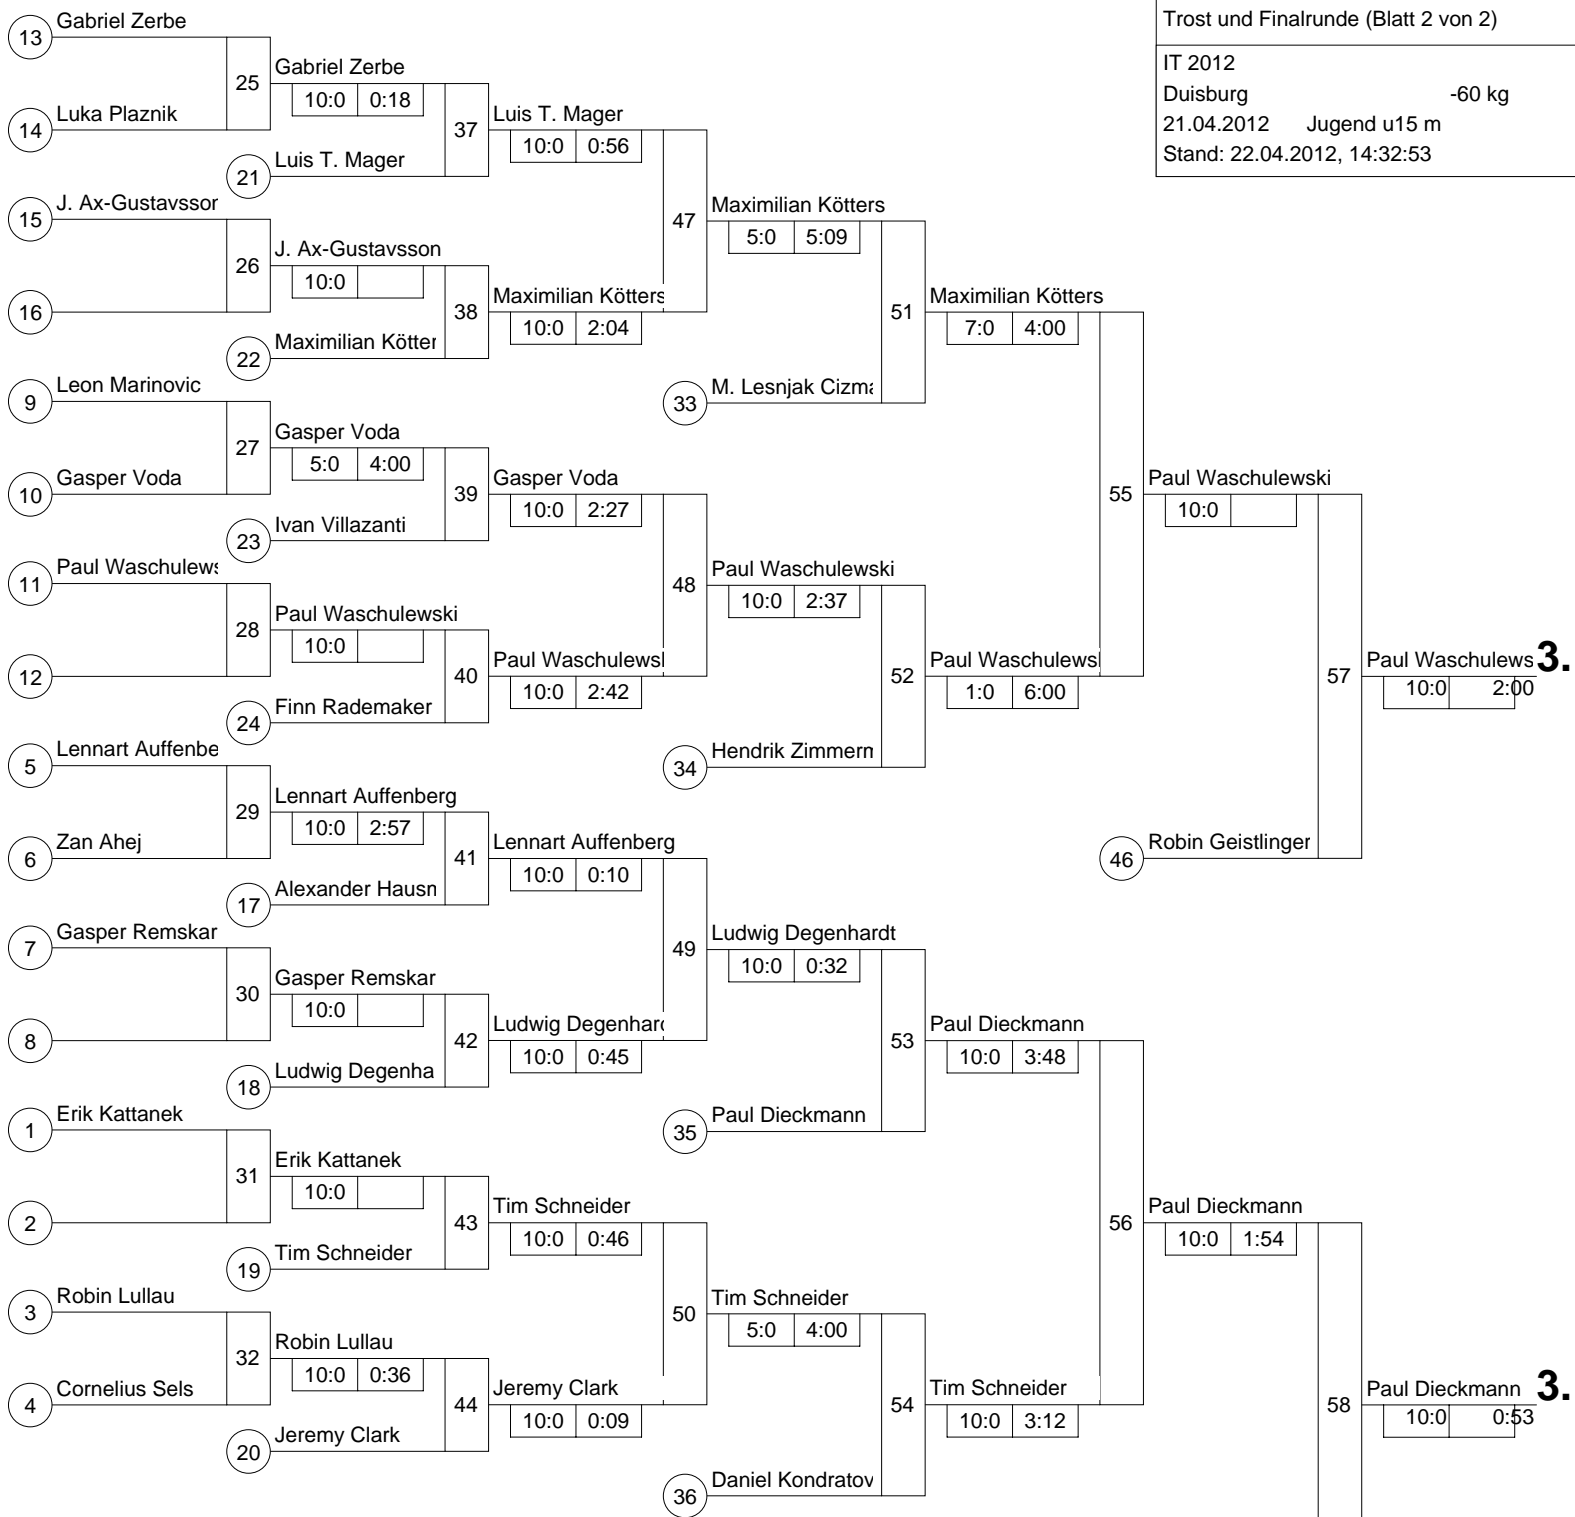 Trost und Finalrunde (Blatt 2 von 2)
IT 2012
Duisburg -60 kg
21.04.2012 Jugend u15 m
Stand: 22.04.2012, 14:32:53
13 Gabriel Zerbe
25
Gabriel Zerbe
10:0 0:18
14 Luka Plaznik
37
Luis T. Mager
10:0 0:56
21 Luis T. Mager
15 J. Ax-Gustavsson
47
Maximilian Kötters
5:0 5:09
26
J. Ax-Gustavsson
10:0
16
38
Maximilian Kötters
10:0 2:04
22 Maximilian Kötter
51
Maximilian Kötters
7:0 4:00
33 M. Lesnjak Cizma
9 Leon Marinovic
27
Gasper Voda
5:0 4:00
10 Gasper Voda
39
Gasper Voda
10:0 2:27
23 Ivan Villazanti
55
Paul Waschulewski
10:0
11 Paul Waschulews
48
Paul Waschulewski
10:0 2:37
28
Paul Waschulewski
10:0
12
40
Paul Waschulewsl
10:0 2:42
24 Finn Rademaker
52
Paul Waschulewsl
1:0 6:00
34 Hendrik Zimmerm
57
Paul Waschulews 3.
10:0 2:00
46 Robin Geistlinger
5 Lennart Auffenbe
29
Lennart Auffenberg
10:0 2:57
6 Zan Ahej
41
Lennart Auffenberg
10:0 0:10
17 Alexander Hausm
7 Gasper Remskar
49
Ludwig Degenhardt
10:0 0:32
30
Gasper Remskar
10:0
8
42
Ludwig Degenhard
10:0 0:45
18 Ludwig Degenha
53
Paul Dieckmann
10:0 3:48
35 Paul Dieckmann
1 Erik Kattanek
31
Erik Kattanek
10:0
2
43
Tim Schneider
10:0 0:46
19 Tim Schneider
56
Paul Dieckmann
10:0 1:54
3 Robin Lullau
50
Tim Schneider
5:0 4:00
32
Robin Lullau
10:0 0:36
4 Cornelius Sels
44
Jeremy Clark
10:0 0:09
20 Jeremy Clark
54
Tim Schneider
10:0 3:12
36 Daniel Kondratov
58
Paul Dieckmann 3.
10:0 0:53